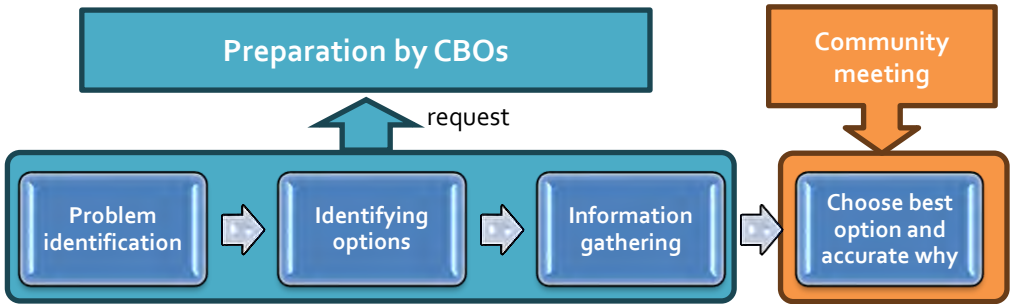 Preparation by CBOs
Community
meeting
request
Problem
identification
Identifying
options
Information
gathering
Choose best
option and
accurate why